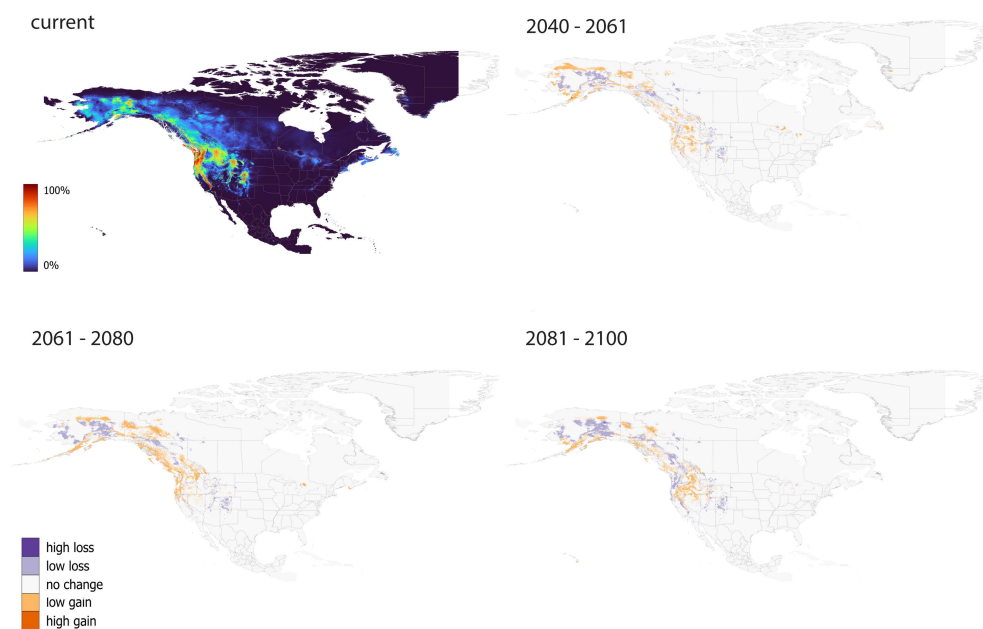 current
2040 - 2061
100%
0%
2061 - 2080
2081 - 2100
high loss
low loss
no change
low gain
high gain